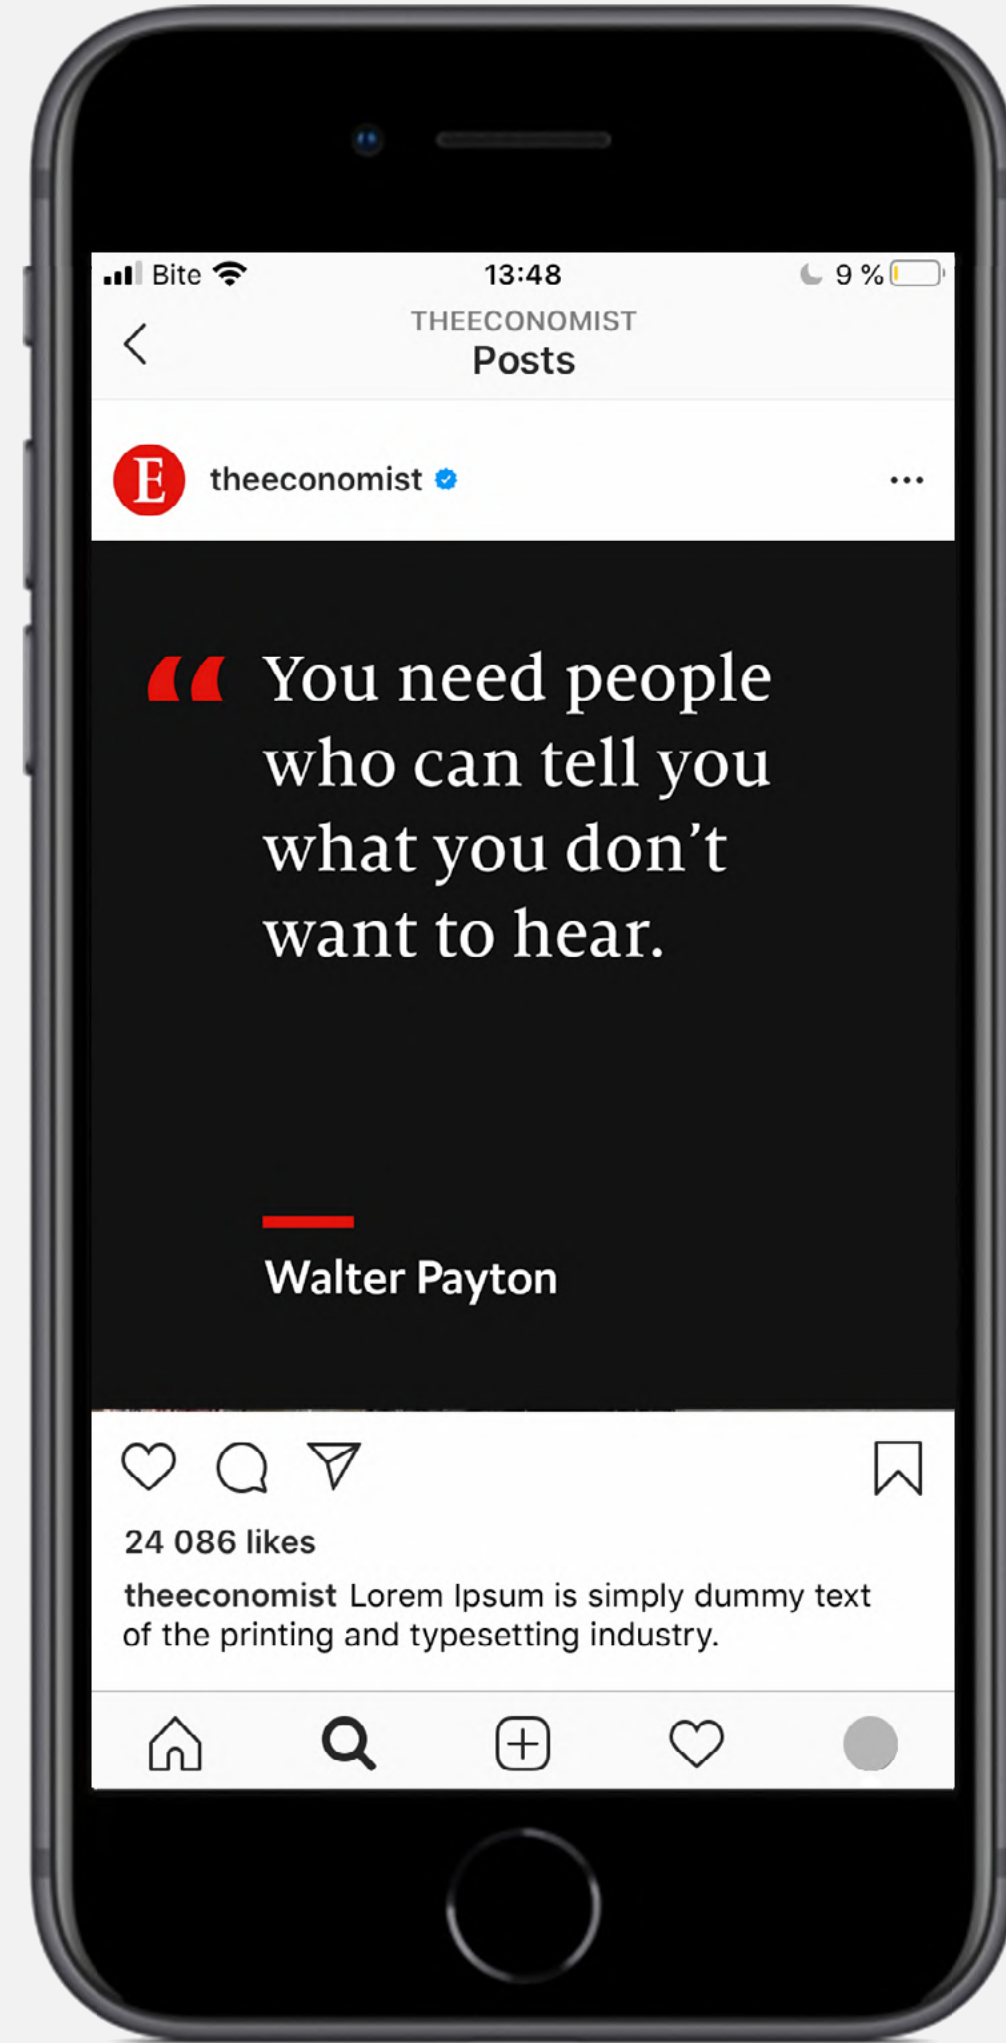 Bite 13:48 9 %
THEECONOMIST
Posts
E theeconomist
“ You need people
who can tell you
what you don’t
want to hear.
Walter Payton
24 086 likes
theeconomist Lorem Ipsum is simply dummy text
of the printing and typesetting industry.